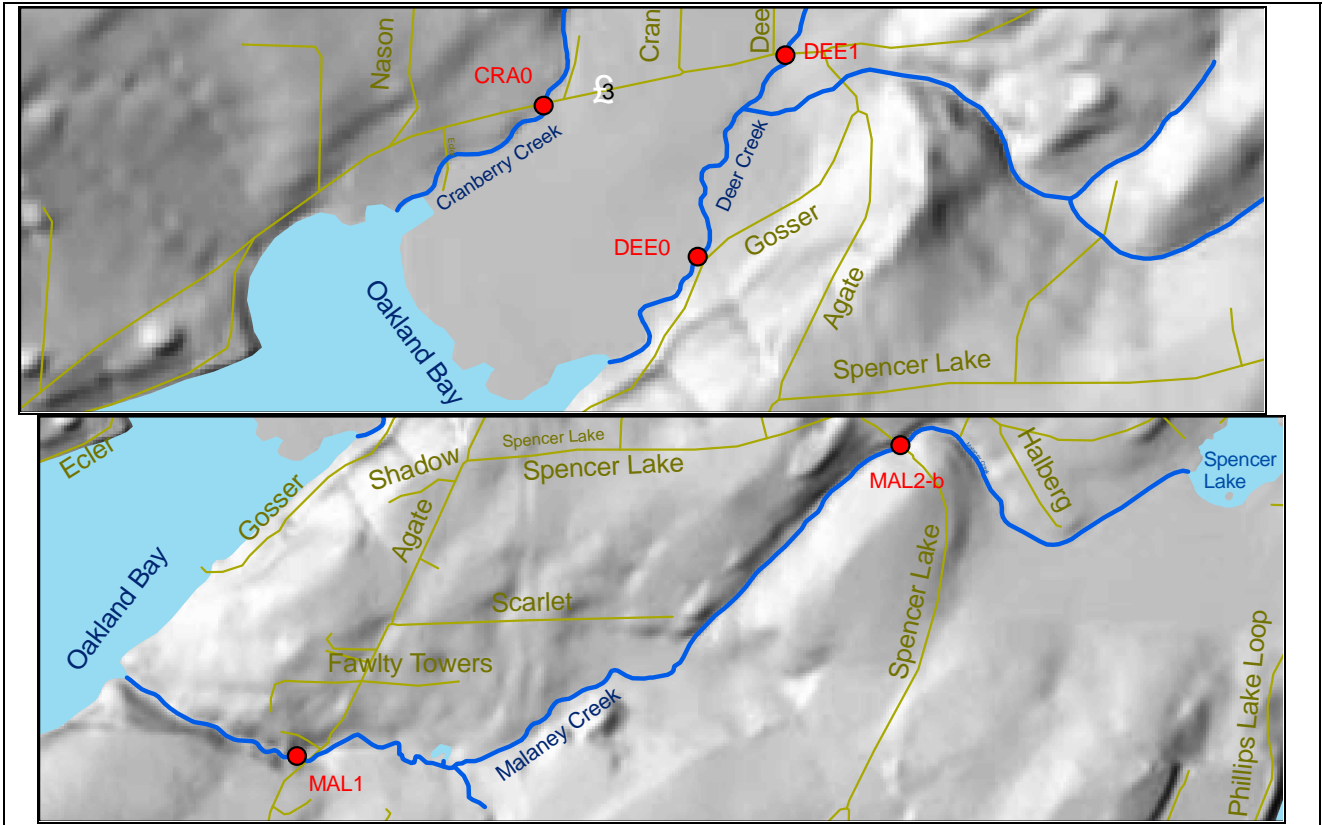 Nason
Cran
Dee
DEE1
CRA0
£3
Cranberry Creek
Deer Creek
Gosser
DEE0
Agate
Oakland Bay
Spencer Lake
Ecler
Gosser
Shadow
Spencer Lake
Spencer Lake
Agate
MAL2-b
Halberg
Spencer
Lake
Oakland Bay
Scarlet
Spencer Lake
Fawlty Towers
Malaney Creek
MAL1
Phillips Lake Loop